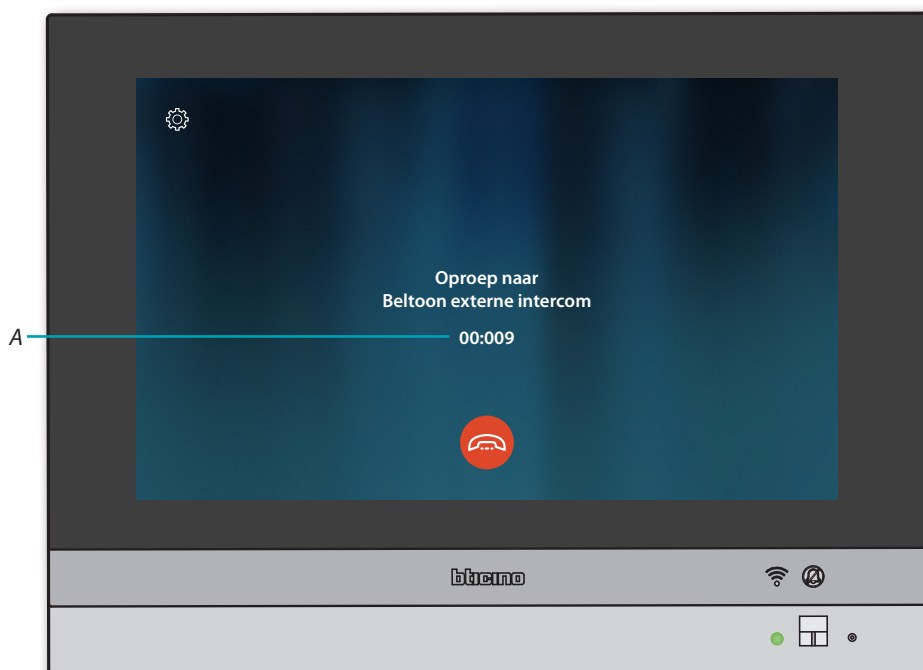 Oproep naar
Beltoon externe intercom
A
00:009
bticino